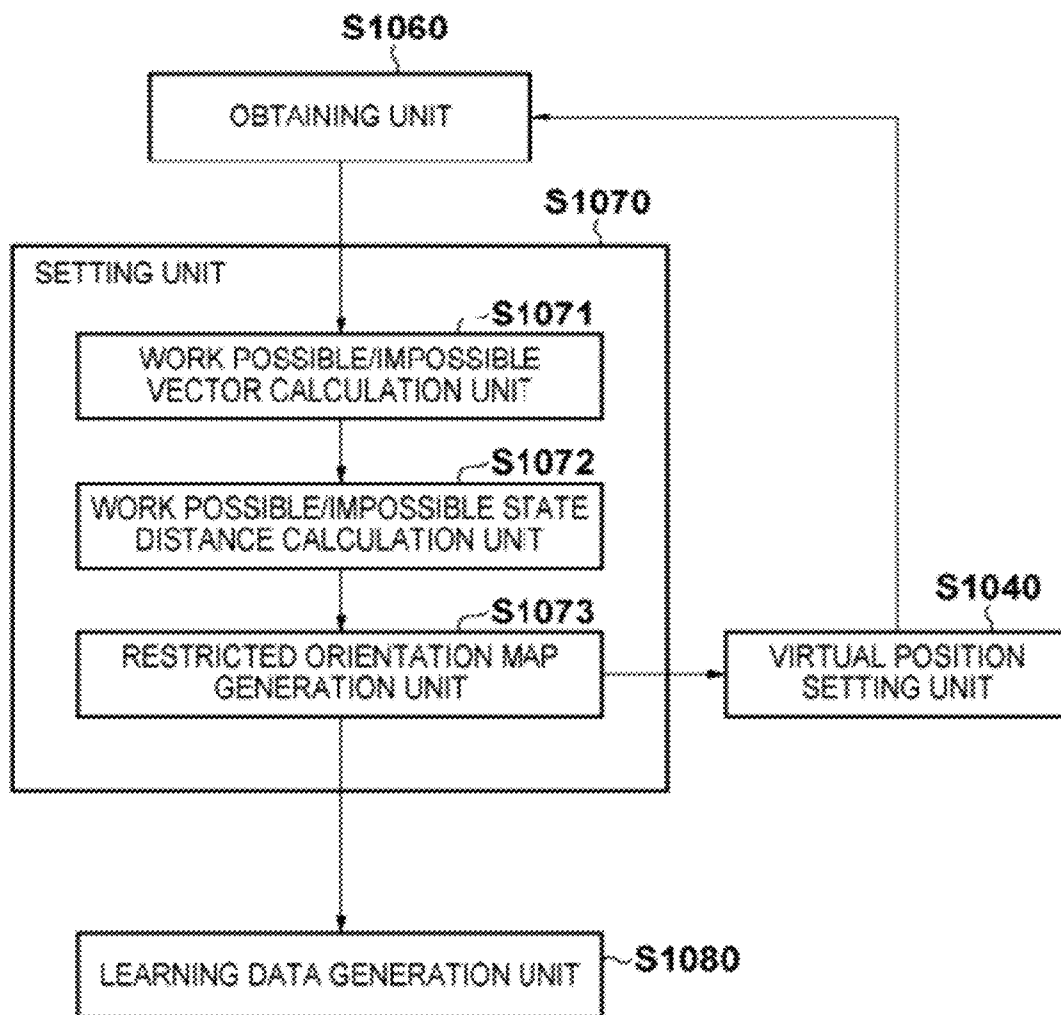 S1060
OBTAINING UNIT
S1070
SETTING UNIT
S1071
WORK POSSIBLE/IMPOSSIBLE
VECTOR CALCULATION UNIT
S1072
WORK POSSIBLE/IMPOSSIBLE STATE
DISTANCE CALCULATION UNIT
S1073
RESTRICTED ORIENTATION MAP
GENERATION UNIT
S1040
VIRTUAL POSITION
SETTING UNIT
LEARNING DATA GENERATION UNIT
S1080